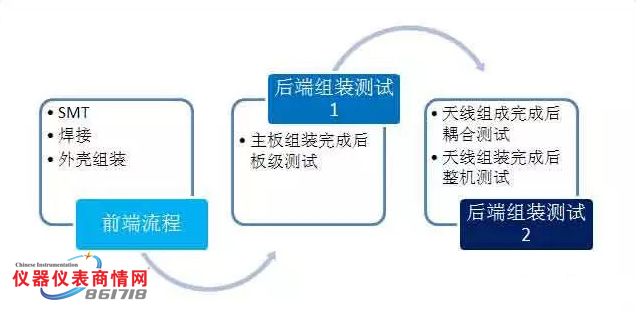 • SMT
• 焊接
• 外壳组装
前端流程
后端组装测试
1
• 主板组装完成后
板级测试
• 天线组成完成后
耦合测试
• 天线组装完成后
整机测试
后端组装测试
2
Chinese Instrumentation
仪器仪表商情网
861718